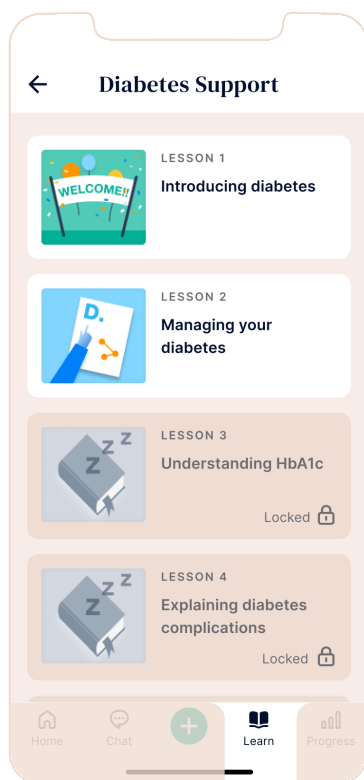 Diabetes Support
LESSON 1
Introducing diabetes
WELCOME!!
LESSON 2
Managing your
diabetes
D.
LESSON 3
Understanding HbA1c
Z Z Z
Locked
LESSON 4
Explaining diabetes
complications
Z Z Z
Locked
Home
Chat
Learn
Progress